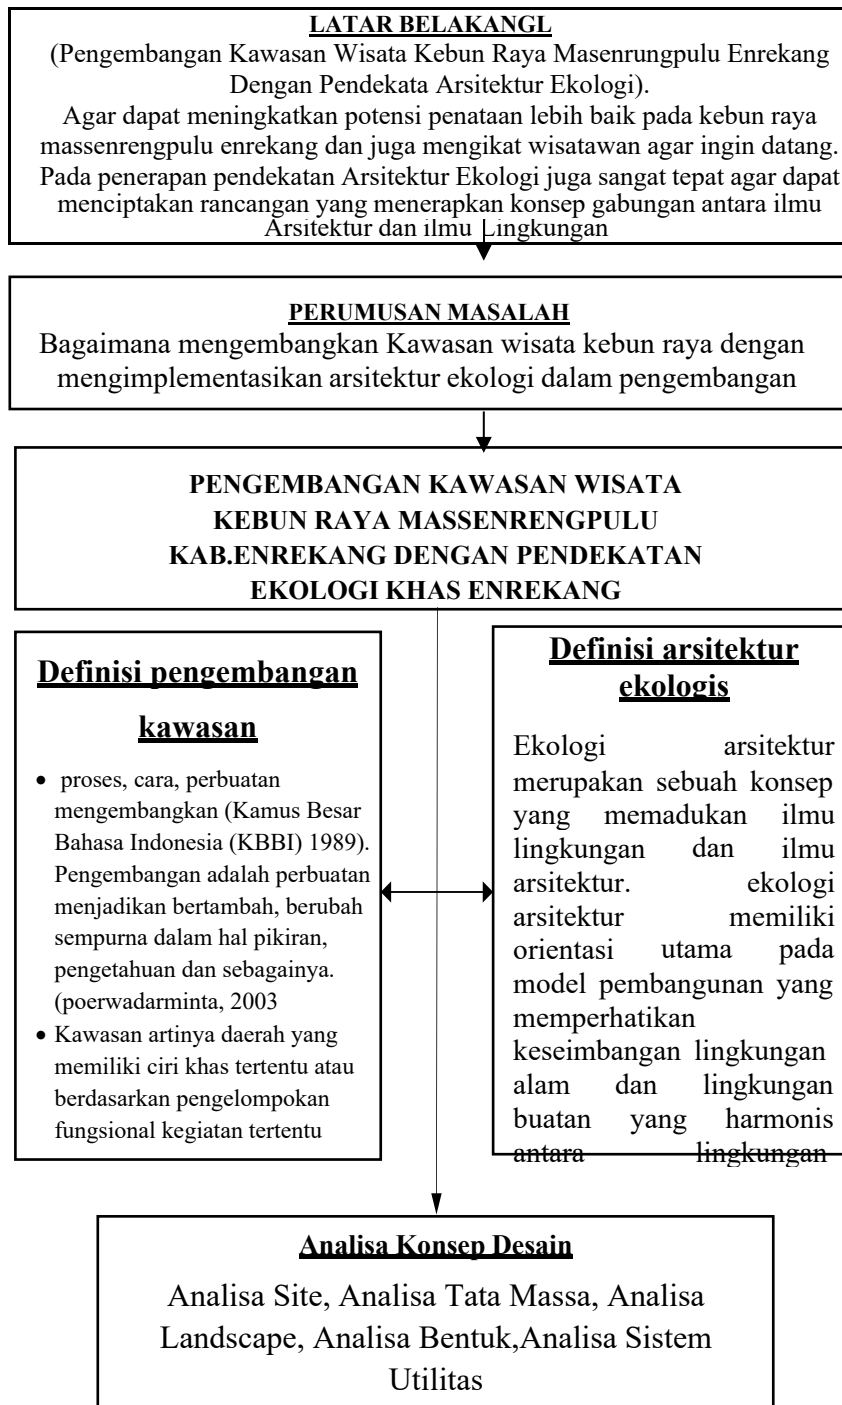 LATAR BELAKANGL
(Pengembangan Kawasan Wisata Kebun Raya Masenrungpulu Enrekang
Dengan Pendekata Arsitektur Ekologi).
Agar dapat meningkatkan potensi penataan lebih baik pada kebun raya
massenrengpulu enrekang dan juga mengikat wisatawan agar ingin datang.
Pada penerapan pendekatan Arsitektur Ekologi juga sangat tepat agar dapat
menciptakan rancangan yang menerapkan konsep gabungan antara ilmu
Arsitektur dan ilmu Lingkungan
PERUMUSAN MASALAH
Bagaimana mengembangkan Kawasan wisata kebun raya dengan
mengimplementasikan arsitektur ekologi dalam pengembangan
PENGEMBANGAN KAWASAN WISATA
KEBUN RAYA MASSENRENGPULU
KAB.ENREKANG DENGAN PENDEKATAN
EKOLOGI KHAS ENREKANG
Definisi pengembangan
kawasan
• proses, cara, perbuatan
mengembangkan (Kamus Besar
Bahasa Indonesia (KBBI) 1989).
Pengembangan adalah perbuatan
menjadikan bertambah, berubah
sempurna dalam hal pikiran,
pengetahuan dan sebagainya.
(poerwadarminta, 2003
• Kawasan artinya daerah yang
memiliki ciri khas tertentu atau
berdasarkan pengelompokan
fungsional kegiatan tertentu
Definisi arsitektur
ekologis
Ekologi arsitektur
merupakan sebuah konsep
yang memadukan ilmu
lingkungan dan ilmu
arsitektur. ekologi
arsitektur memiliki
orientasi utama pada
model pembangunan yang
memperhatikan
keseimbangan lingkungan
alam dan lingkungan
buatan yang harmonis
antara lingkungan
Analisa Konsep Desain
Analisa Site, Analisa Tata Massa, Analisa
Landscape, Analisa Bentuk,Analisa Sistem
Utilitas